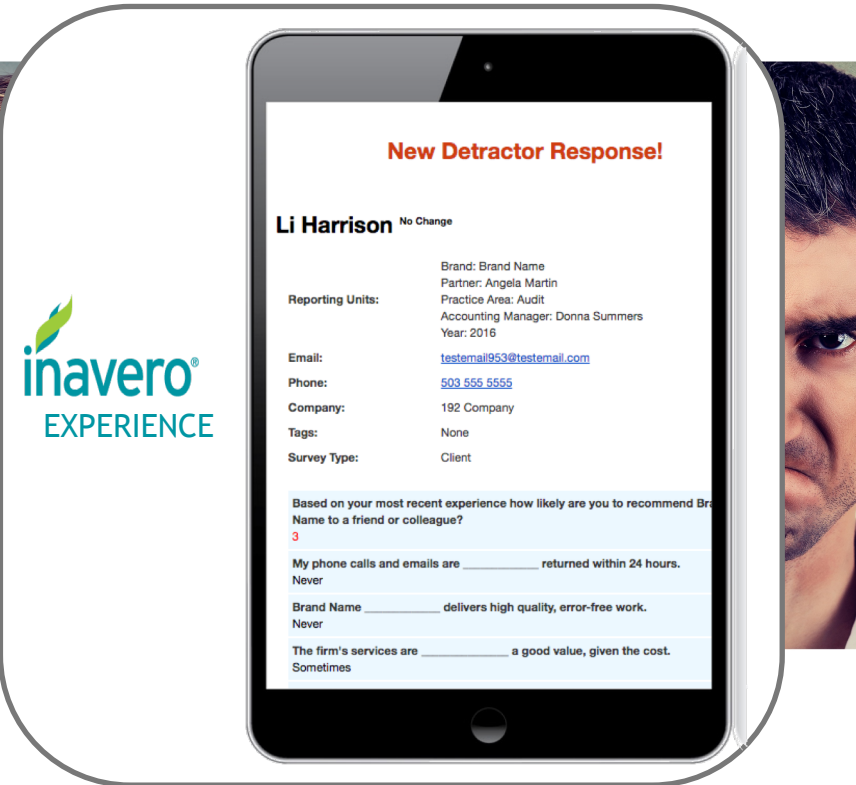 New Detractor Response!
Li Harrison No Change
Reporting Units:
Brand: Brand Name
Partner: Angela Martin
Practice Area: Audit
Accounting Manager: Donna Summers
Year: 2016
Email: testemail953@testemail.com
Phone: 503 555 5555
Company: 192 Company
Tags: None
Survey Type: Client
inavero®
EXPERIENCE
Based on your most recent experience how likely are you to recommend
Name to a friend or colleague?
3
My phone calls and emails are ____________ returned within 24 hours.
Never
Brand Name ____________ delivers high quality, error-free work.
Never
The firm's services are ______________ a good value, given the cost.
Sometimes